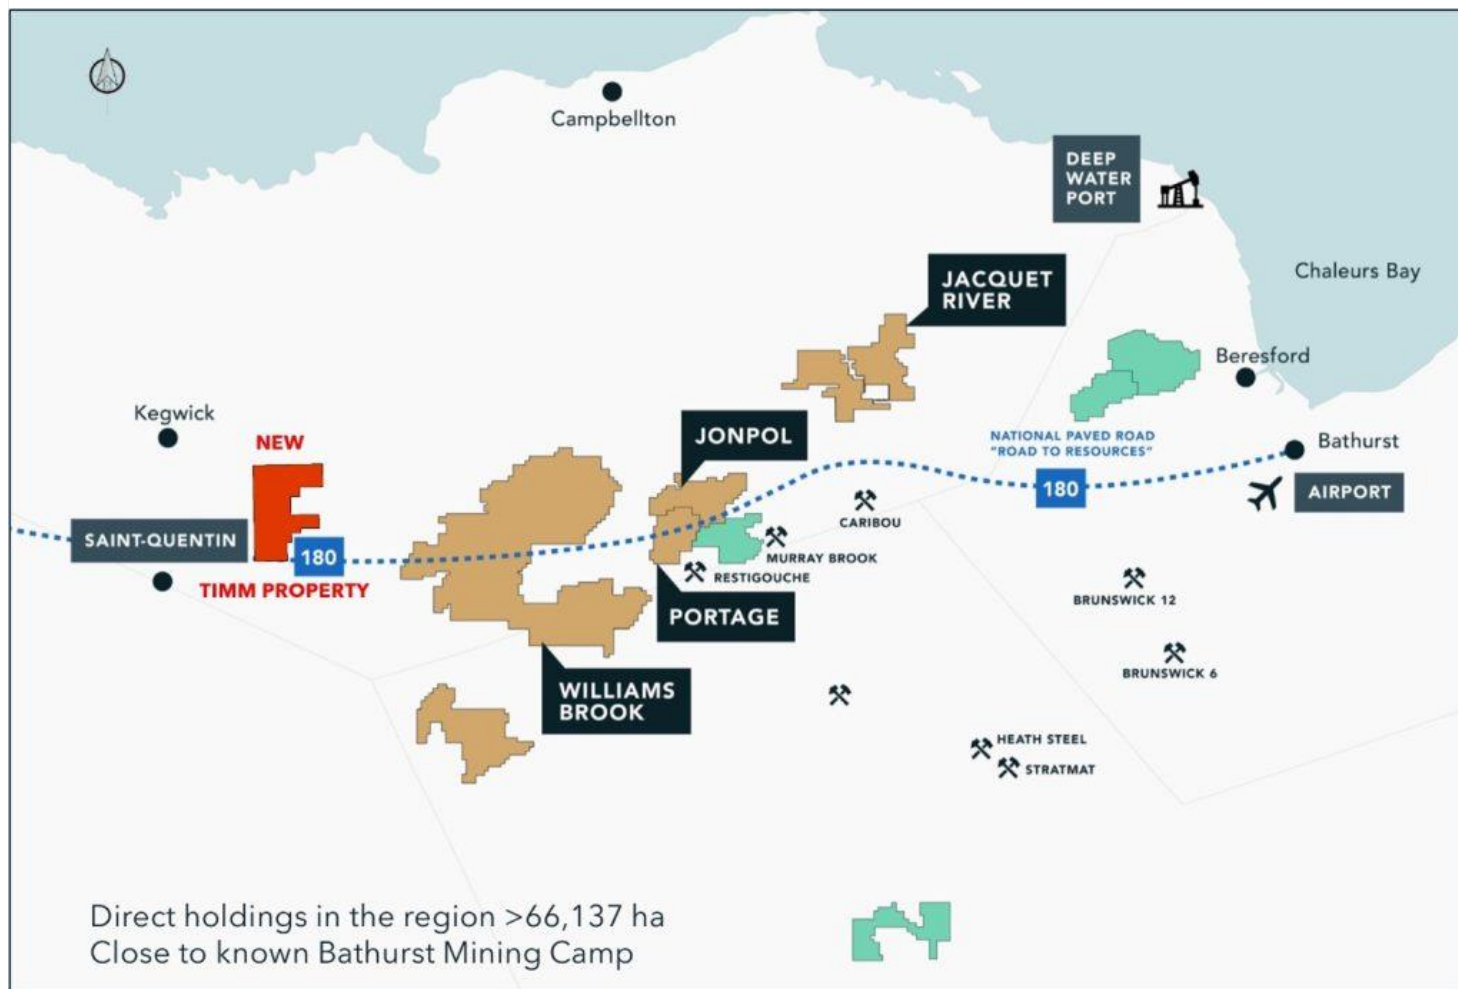 Campbellton
DEEP
WATER
PORT
Chaleurs Bay
JACQUET
RIVER
Beresford
Kegwick
NEW
JONPOL
NATIONAL PAVED ROAD
"ROAD TO RESOURCES"
Bathurst
180
AIRPORT
CARIBOU
SAINT-QUENTIN
180
MURRAY BROOK
RESTIGOUCHE
TIMM PROPERTY
PORTAGE
BRUNSWICK 12
BRUNSWICK 6
WILLIAMS
BROOK
HEATH STEEL
STRATMAT
Direct holdings in the region >66,137 ha
Close to known Bathurst Mining Camp